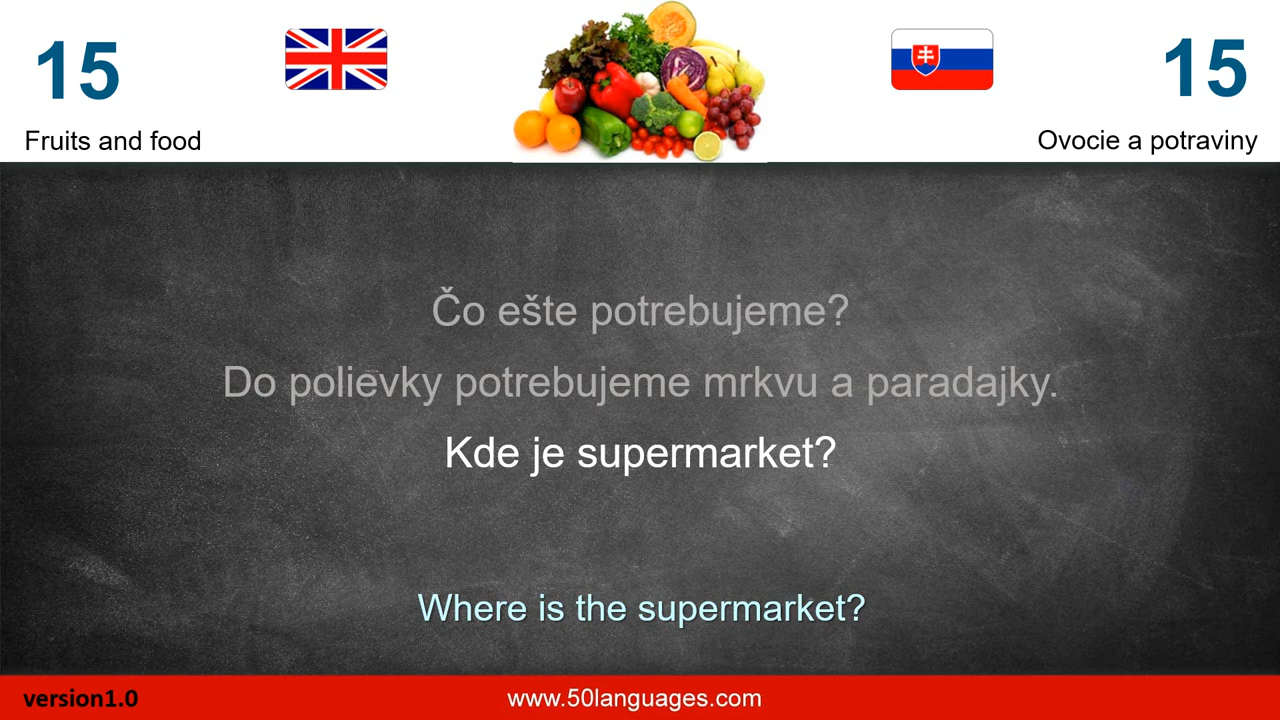 15
15
Fruits and food
Ovocie a potraviny
Čo ešte potrebujeme?
Do polievky potrebujeme mrkvu a paradajky.
Kde je supermarket?
Where is the supermarket?
version1.0
www.50languages.com